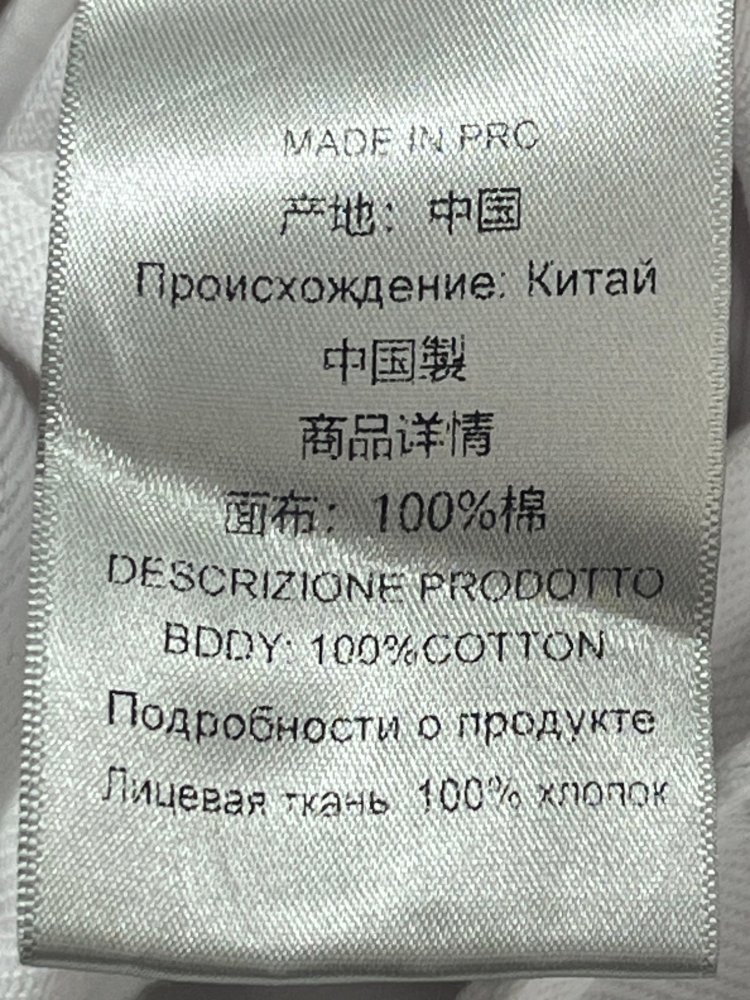 MADE IN PRC
产地：中国
Происхождение: Китай
中国製
商品详情
面布：100%棉
DESCRIZIONE PRODOTTO
BDDY: 100%COTTON
Подробности о продукте
Лицевая ткань 100% хлопок